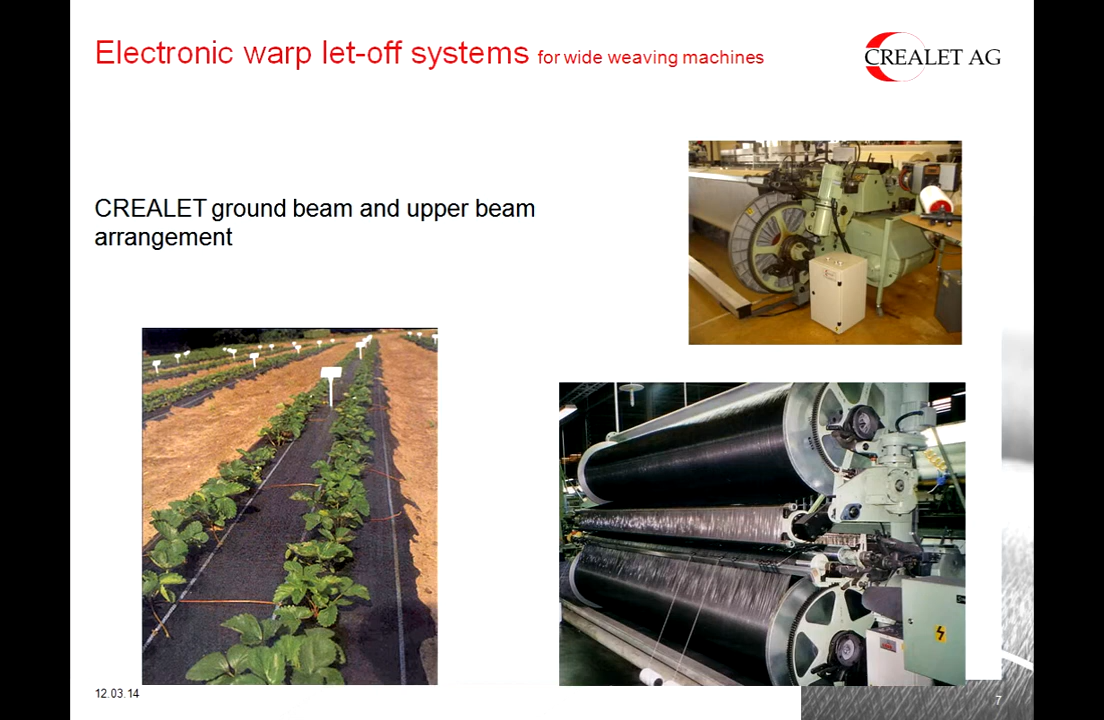 Electronic warp let-off systems for wide weaving machines
CREALET AG
CREALET ground beam and upper beam
arrangement
12.03.14
7